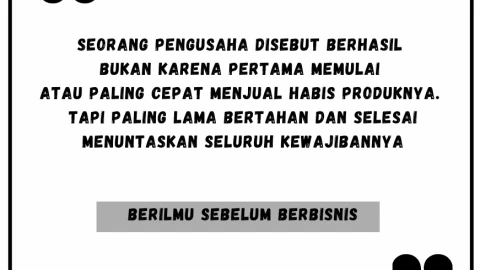 SEORANG PENGUSAHA DISEBUT BERHASIL
BUKAN KARENA PERTAMA MEMULAI
ATAU PALING CEPAT MENJUAL HABIS PRODUKNYA.
TAPI PALING LAMA BERTAHAN DAN SELESAI
MENUNTASKAN SELURUH KEWAJIBANNYA
BERILMU SEBELUM BERBISNIS